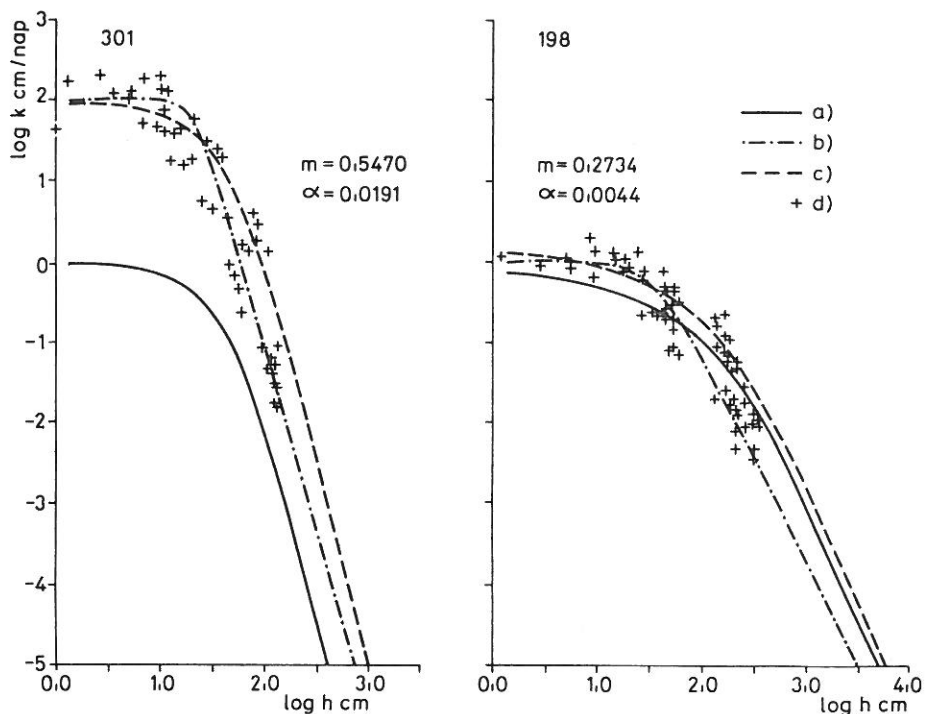 301
log k cm/nap
3
2
1
0
-1
-2
-3
-4
-5
m = 0,5470
α = 0,0191
0,0
1,0
2,0
3,0
log h cm
198
a)
b)
c)
d)
m = 0,2734
α = 0,0044
0,0
1,0
2,0
3,0
4,0
log h cm